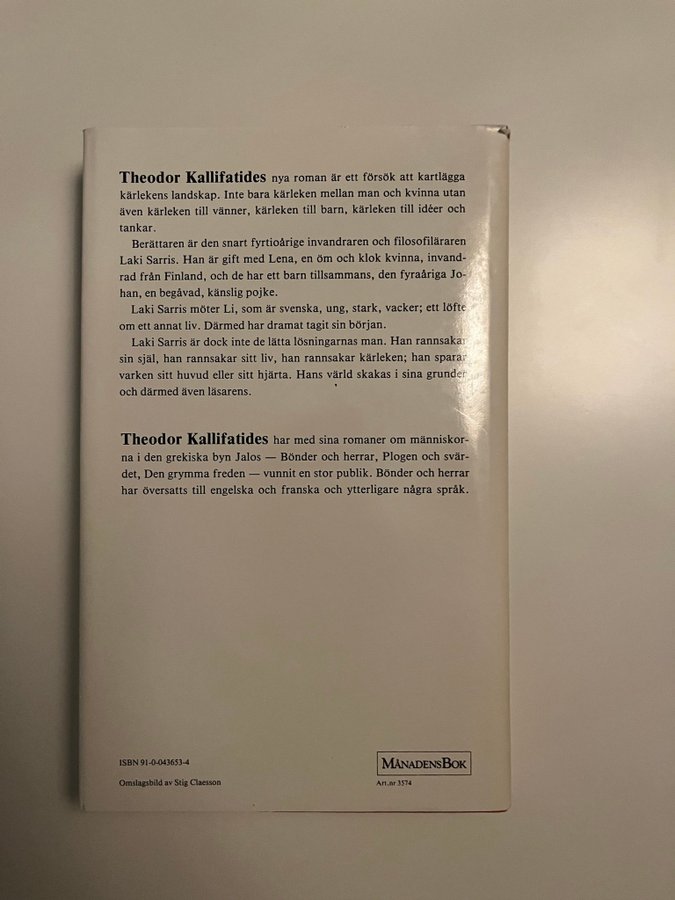 Theodor Kallifatides nya roman är ett försök att kartlägga
kärlekens landskap. Inte bara kärleken mellan man och kvinna utan
även kärleken till vänner, kärleken till barn, kärleken till idéer och
tankar.
Berättaren är den snart fyrtioårige invandraren och filosofiläraren
Laki Sarris. Han är gift med Lena, en öm och klok kvinna, invand-
rad från Finland, och de har ett barn tillsammans, den fyraåriga Jo-
han, en begåvad, känslig pojke.
Laki Sarris möter Li, som är svenska, ung, stark, vacker; ett löfte
om ett annat liv. Därmed har dramat tagit sin början.
Laki Sarris är dock inte de lätta lösningarnas man. Han rannsakar
sin själ, han rannsakar sitt liv, han rannsakar kärleken; han sparar
varken sitt huvud eller sitt hjärta. Hans värld skakas i sina grunder
och därmed även läsarens.
Theodor Kallifatides har med sina romaner om människor-
na i den grekiska byn Jalos — Bönder och herrar, Plogen och svär-
det, Den grymma freden — vunnit en stor publik. Bönder och herrar
har översatts till engelska och franska och ytterligare några språk.
ISBN 91-0-043653-4
Omslagsbild av Stig Claesson
MÅNADENSBOK
Art.nr 3574